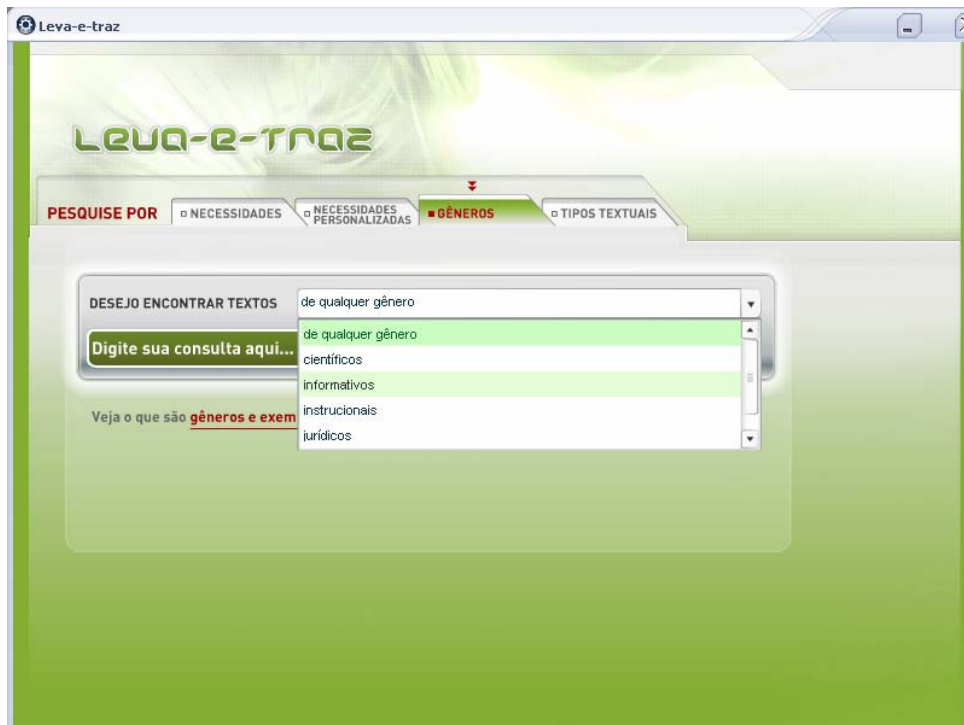 Leva-e-traz
Leva-e-Traz
PESQUISE POR
NECESSIDADES
NECESSIDADES
PERSONALIZADAS
GÊNEROS
TIPOS TEXTUAIS
DESEJO ENCONTRAR TEXTOS
de qualquer gênero
de qualquer gênero
Digite sua consulta aqui...
científicos
informativos
instrucionais
Veja o que são gêneros e exem
jurídicos